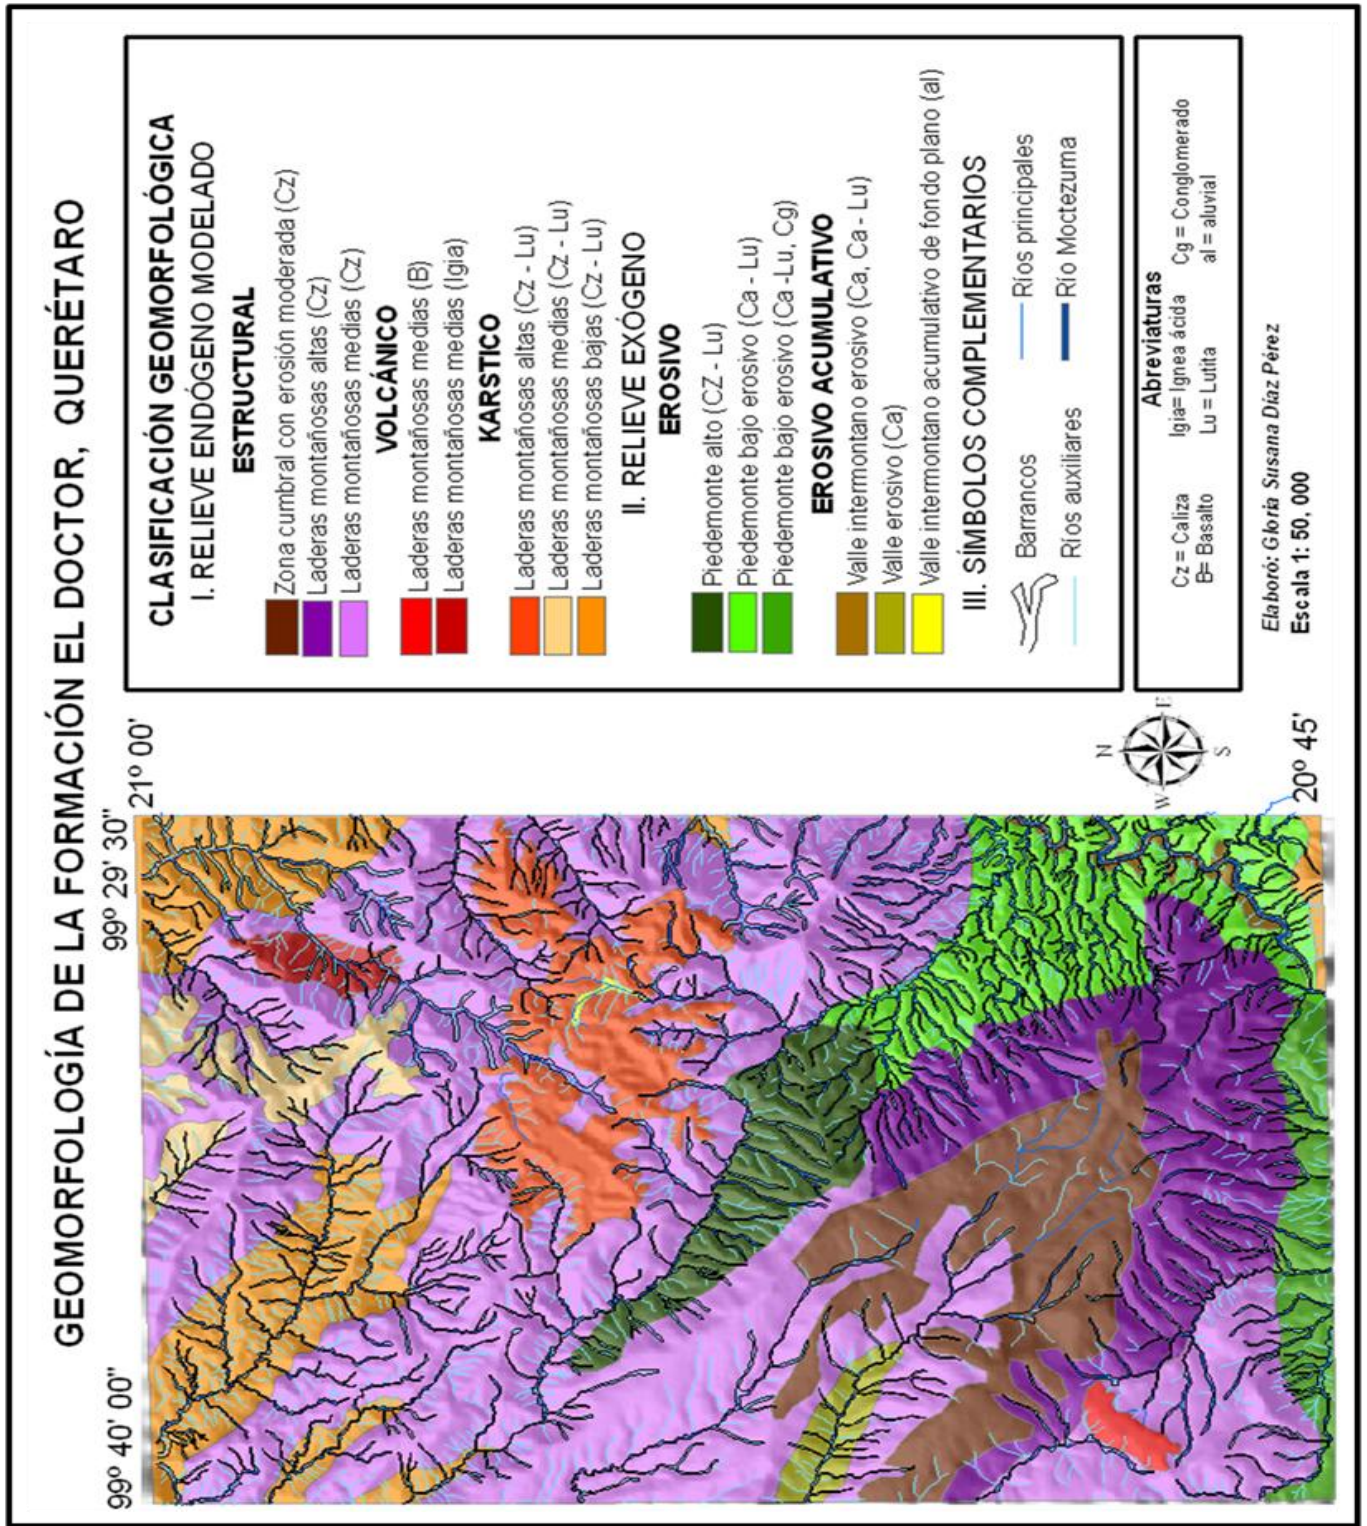 GEOMORFOLOGÍA DE LA FORMACIÓN EL DOCTOR, QUERÉTARO
99º 40' 00"
99º 29' 30"
21º 00'
20º 45'
N
E
S
W
CLASIFICACIÓN GEOMORFOLÓGICA
I. RELIEVE ENDÓGENO MODELADO
ESTRUCTURAL
Zona cumbral con erosión moderada (Cz)
Laderas montañosas altas (Cz)
Laderas montañosas medias (Cz)
VOLCÁNICO
Laderas montañosas medias (B)
Laderas montañosas medias (Igia)
KARSTICO
Laderas montañosas altas (Cz - Lu)
Laderas montañosas medias (Cz - Lu)
Laderas montañosas bajas (Cz - Lu)
II. RELIEVE EXÓGENO
EROSIVO
Piedemonte alto (CZ - Lu)
Piedemonte bajo erosivo (Ca - Lu)
Piedemonte bajo erosivo (Ca -Lu, Cg)
EROSIVO ACUMULATIVO
Valle intermontano erosivo (Ca, Ca - Lu)
Valle erosivo (Ca)
Valle intermontano acumulativo de fondo plano (al)
III. SÍMBOLOS COMPLEMENTARIOS
Barrancos
Ríos principales
Ríos auxiliares
Río Moctezuma
Abreviaturas
Cz = Caliza Igia= Ignea ácida Cg = Conglomerado
B= Basalto Lu = Lutita al = aluvial
Elaboró: Gloria Susana Díaz Pérez
Escala 1: 50, 000